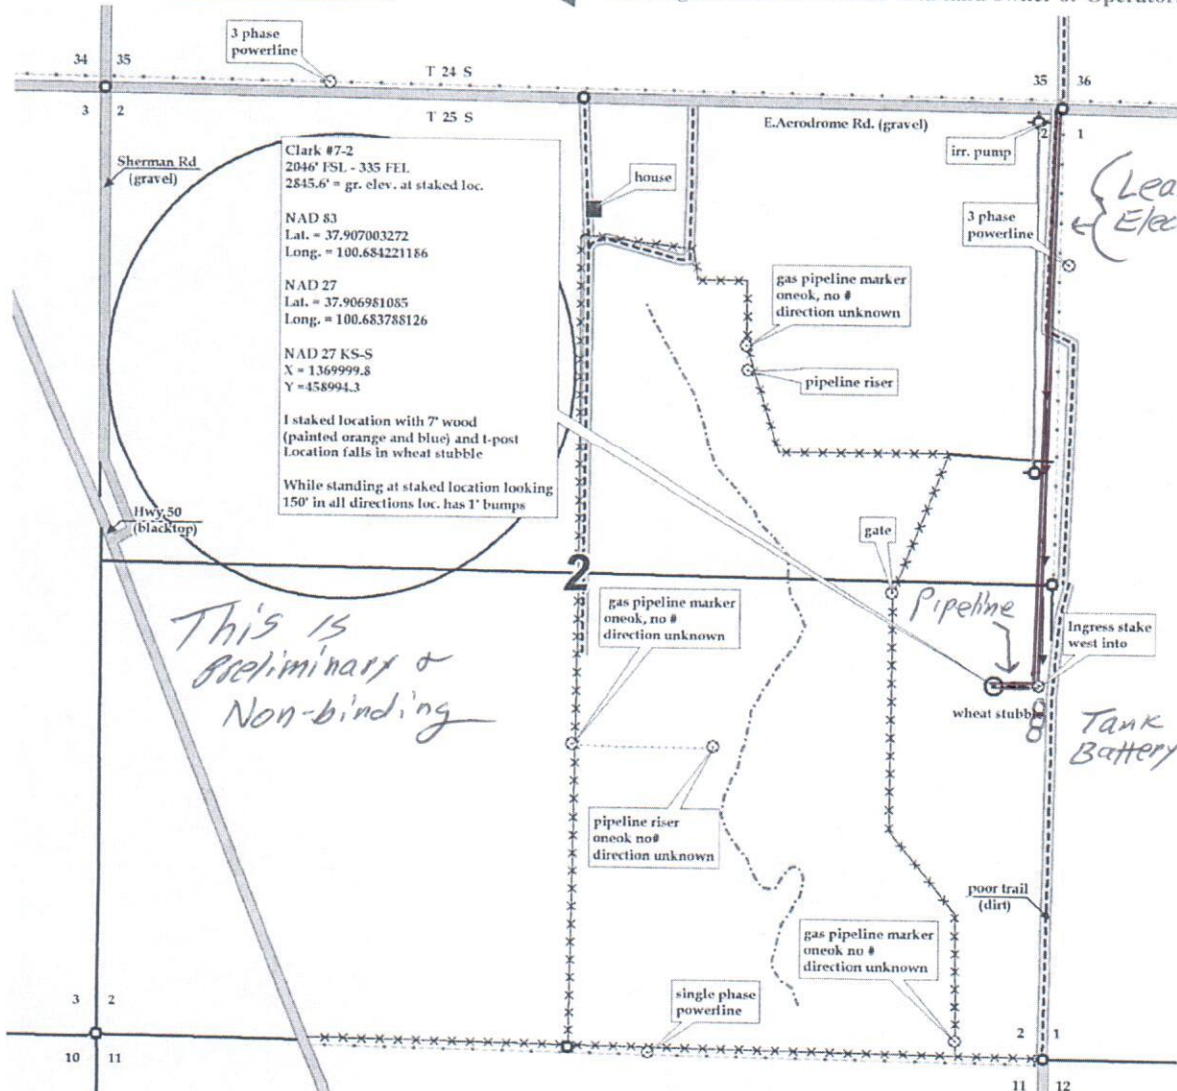 3 phase
powerline
34 35
T 24 S
35 36
3 2
T 25 S
E.Aerodrome Rd. (gravel)
2 1
irr. pump
Sherman Rd
(gravel)
Clark #7-2
2046' FSL - 335 FEL
2845.6' = gr. elev. at staked loc.
NAD 83
Lat. = 37.907003272
Long. = 100.684221186
NAD 27
Lat. = 37.906981085
Long. = 100.683788126
NAD 27 KS-S
X = 1369999.8
Y =458994.3
I staked location with 7' wood
(painted orange and blue) and t-post
Location falls in wheat stubble
While standing at staked location looking
150' in all directions loc. has 1' bumps
house
3 phase
powerline
gas pipeline marker
oneok, no #
direction unknown
pipeline riser
Hwy 50
(blacktop)
gate
2
This is
Preliminary &
Non-binding
gas pipeline marker
oneok, no #
direction unknown
Pipeline
Ingress stake
west into
wheat stubble
Tank
Battery
pipeline riser
oneok no#
direction unknown
poor trail
(dirt)
gas pipeline marker
oneok no #
direction unknown
single phase
powerline
3 2
2 1
10 11
11 12